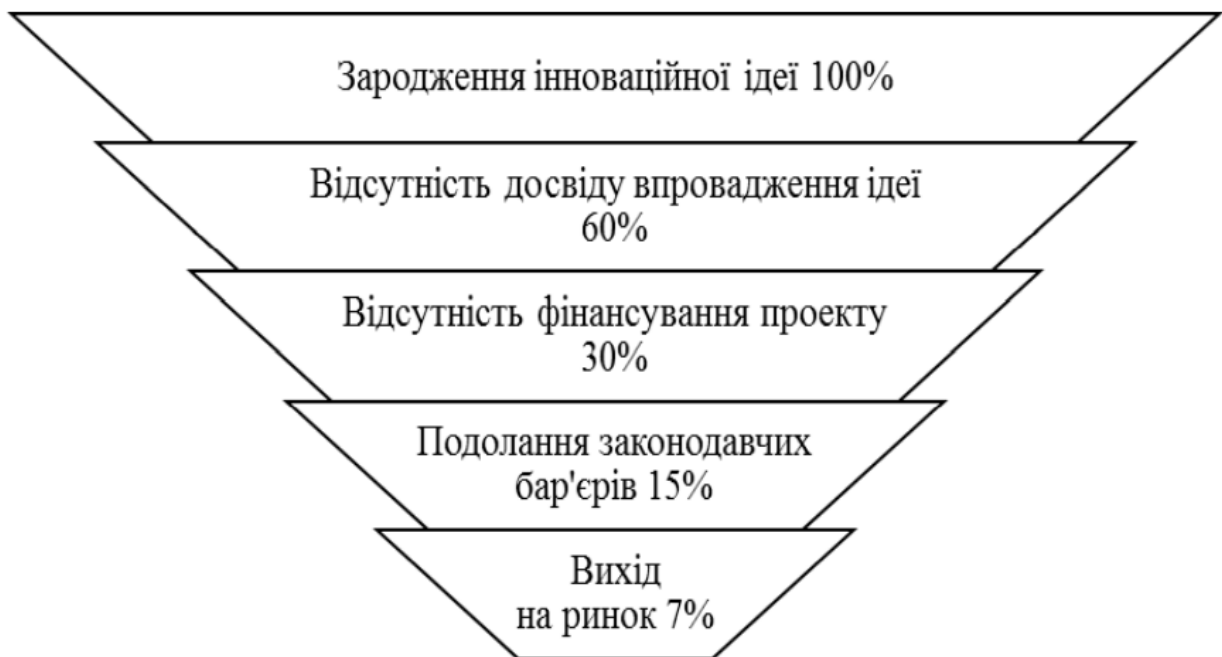 Зародження інноваційної ідеї 100%
Відсутність досвіду впровадження ідеї
60%
Відсутність фінансування проекту
30%
Подолання законодавчих
бар'єрів 15%
Вихід
на ринок 7%